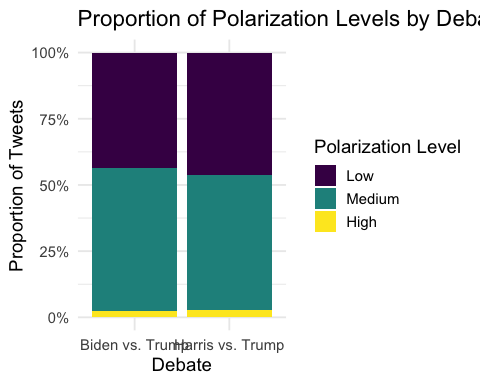 Proportion of Polarization Levels by Deba
100%
75%
50%
25%
0%
Proportion of Tweets
Biden vs. Trump
Harris vs. Trump
Debate
Polarization Level
Low
Medium
High